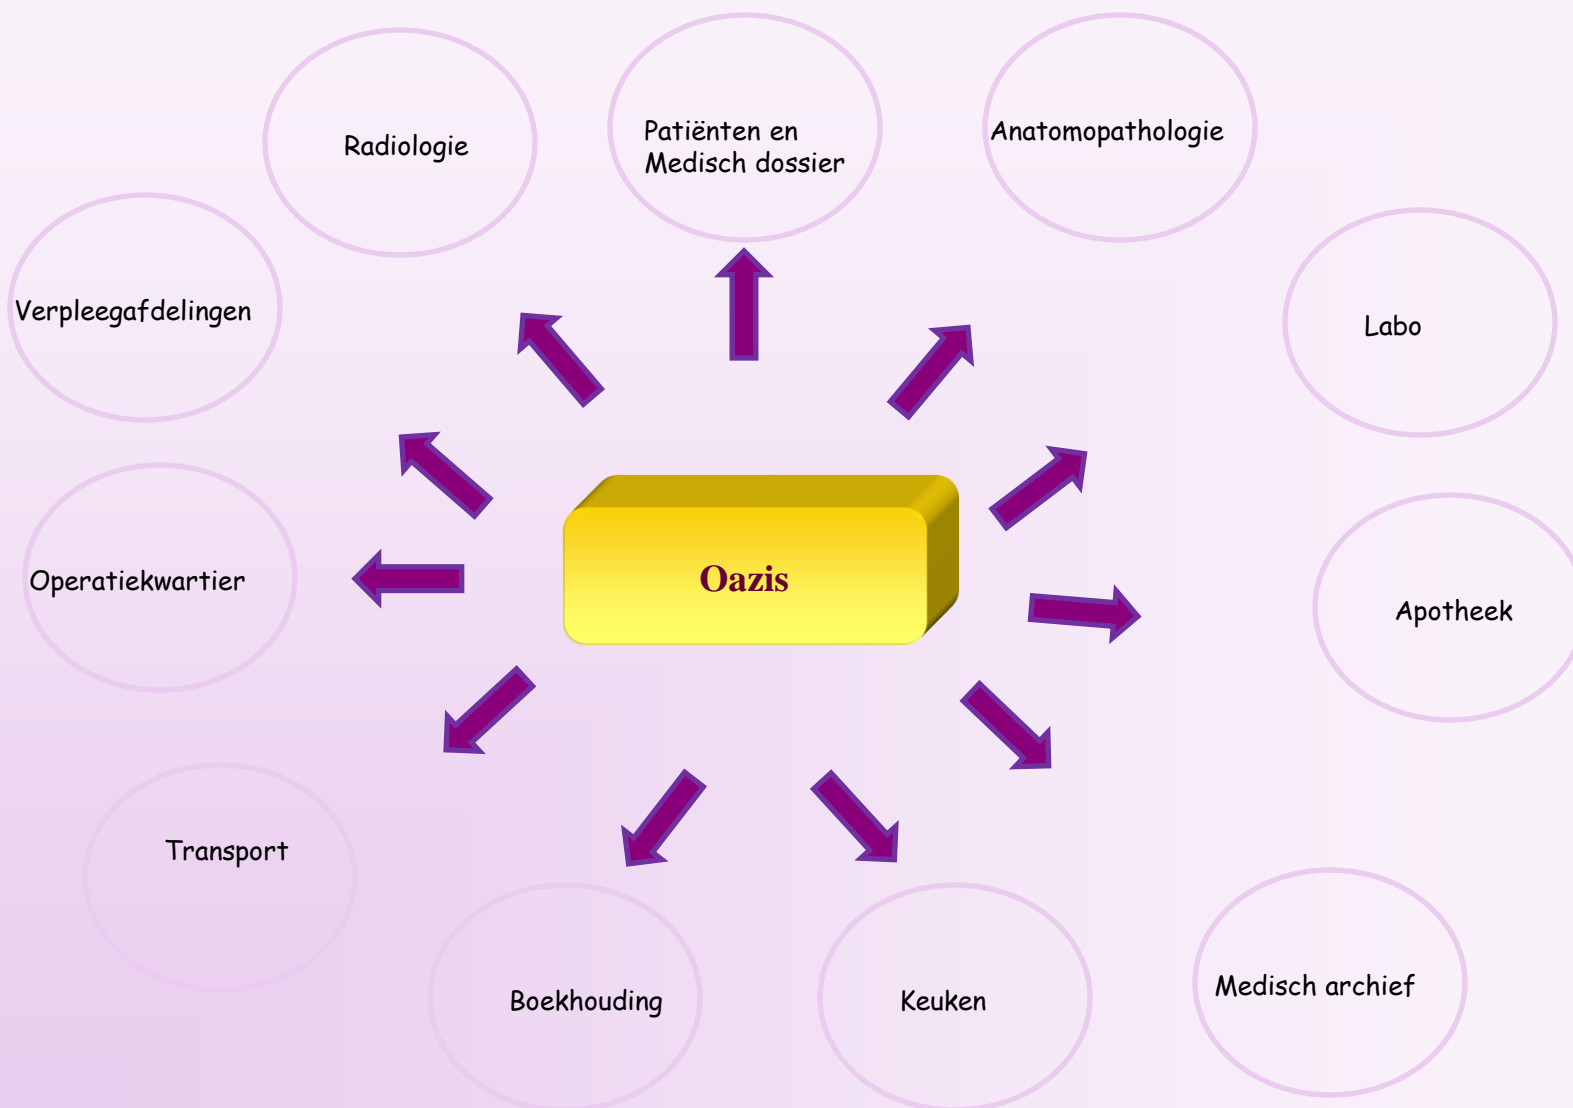 Radiologie
Patiënten en
Medisch dossier
Anatomopathologie
Verpleegafdelingen
Labo
Operatiekwartier
Oazis
Apotheek
Transport
Boekhouding
Keuken
Medisch archief